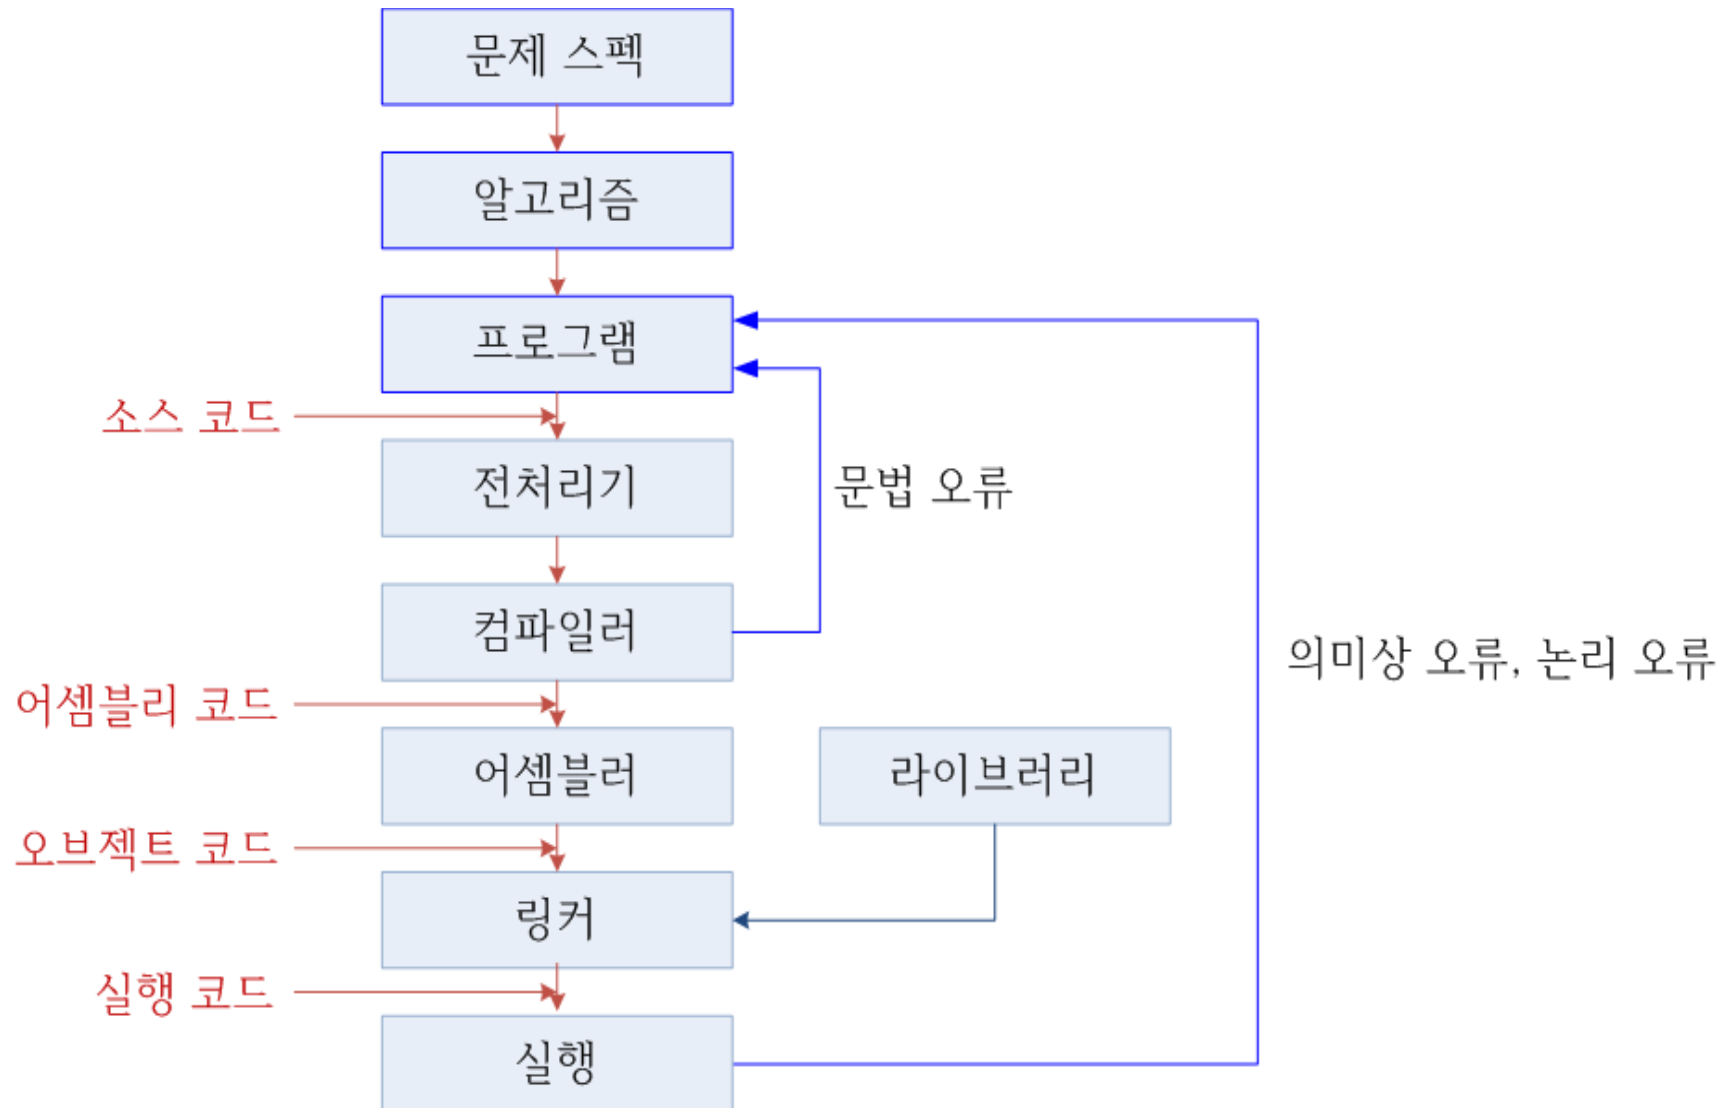 문제 스펙
알고리즘
프로그램
소스 코드
전처리기
문법 오류
컴파일러
의미상 오류, 논리 오류
어셈블리 코드
어셈블러
라이브러리
오브젝트 코드
링커
실행 코드
실행